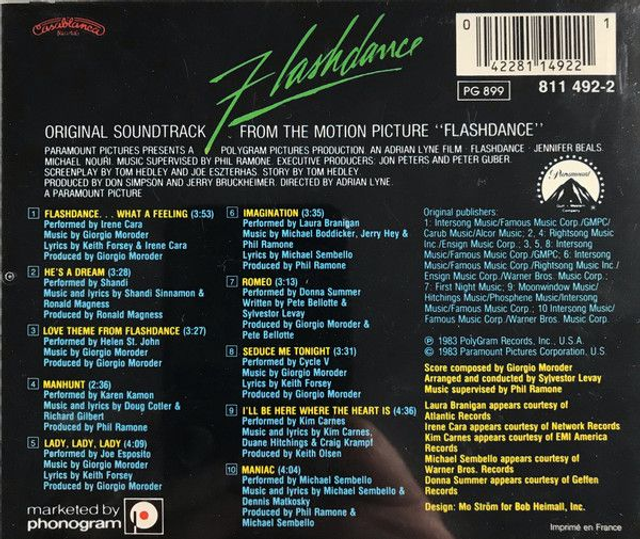 Casablanca
Records
Flashdance
0 1
42281 14922
PG 899
811 492-2
ORIGINAL SOUNDTRACK FROM THE MOTION PICTURE "FLASHDANCE"
PARAMOUNT PICTURES PRESENTS A POLYGRAM PICTURES PRODUCTION. AN ADRIAN LYNE FILM · FLASHDANCE · JENNIFER BEALS.
MICHAEL NOURI. MUSIC SUPERVISED BY PHIL RAMONE. EXECUTIVE PRODUCERS: JON PETERS AND PETER GUBER.
SCREENPLAY BY TOM HEDLEY AND JOE ESZTERHAS. STORY BY TOM HEDLEY.
PRODUCED BY DON SIMPSON AND JERRY BRUCKHEIMER. DIRECTED BY ADRIAN LYNE.
A PARAMOUNT PICTURE
Paramount
1 FLASHDANCE. . . WHAT A FEELING (3:53)
Performed by Irene Cara
Music by Giorgio Moroder
Lyrics by Keith Forsey & Irene Cara
Produced by Giorgio Moroder
2 HE'S A DREAM (3:28)
Performed by Shandi
Music and lyrics by Shandi Sinnamon &
Ronald Magness
Produced by Ronald Magness
3 LOVE THEME FROM FLASHDANCE (3:27)
Performed by Helen St. John
Music by Giorgio Moroder
Produced by Giorgio Moroder
4 MANHUNT (2:36)
Performed by Karen Kamon
Music and lyrics by Doug Cotler &
Richard Gilbert
Produced by Phil Ramone
5 LADY, LADY, LADY (4:09)
Performed by Joe Esposito
Music by Giorgio Moroder
Lyrics by Keith Forsey
Produced by Giorgio Moroder
6 IMAGINATION (3:35)
Performed by Laura Branigan
Music by Michael Boddicker, Jerry Hey &
Phil Ramone
Lyrics by Michael Sembello
Produced by Phil Ramone
7 ROMEO (3:13)
Performed by Donna Summer
Written by Pete Bellotte &
Sylvestor Levay
Produced by Giorgio Moroder &
Pete Bellotte
8 SEDUCE ME TONIGHT (3:31)
Performed by Cycle V
Music by Giorgio Moroder
Lyrics by Keith Forsey
Produced by Giorgio Moroder
9 I'LL BE HERE WHERE THE HEART IS (4:36)
Performed by Kim Carnes
Music and lyrics by Kim Carnes,
Duane Hitchings & Craig Krampf
Produced by Keith Olsen
10 MANIAC (4:04)
Performed by Michael Sembello
Music and lyrics by Michael Sembello &
Dennis Matkosky
Produced by Phil Ramone &
Michael Sembello
Original publishers:
1: Intersong Music/Famous Music Corp./GMPC/
Carub Music/Alcor Music; 2, 4: Rightsong Music
Inc./Ensign Music Corp.; 3, 5, 8: Intersong
Music/Famous Music Corp./GMPC; 6: Intersong
Music/Famous Music Corp./Rightsong Music Inc./
Ensign Music Corp./Warner Bros. Music Corp.;
7: First Night Music; 9: Moonwindow Music/
Hitchings Music/Phosphene Music/Intersong
Music/Famous Music Corp.; 10 Intersong Music/
Famous Music Corp./Warner Bros. Music Corp.
℗ 1983 PolyGram Records, Inc., U.S.A.
© 1983 Paramount Pictures Corporation, U.S.
Score composed by Giorgio Moroder
Arranged and conducted by Sylvestor Levay
Music supervised by Phil Ramone
Laura Branigan appears courtesy of
Atlantic Records
Irene Cara appears courtesy of Network Records
Kim Carnes appears courtesy of EMI America
Records
Michael Sembello appears courtesy of
Warner Bros. Records
Donna Summer appears courtesy of Geffen
Records
Design: Mo Ström for Bob Heimall, Inc.
marketed by
phonogram
Imprimé en France